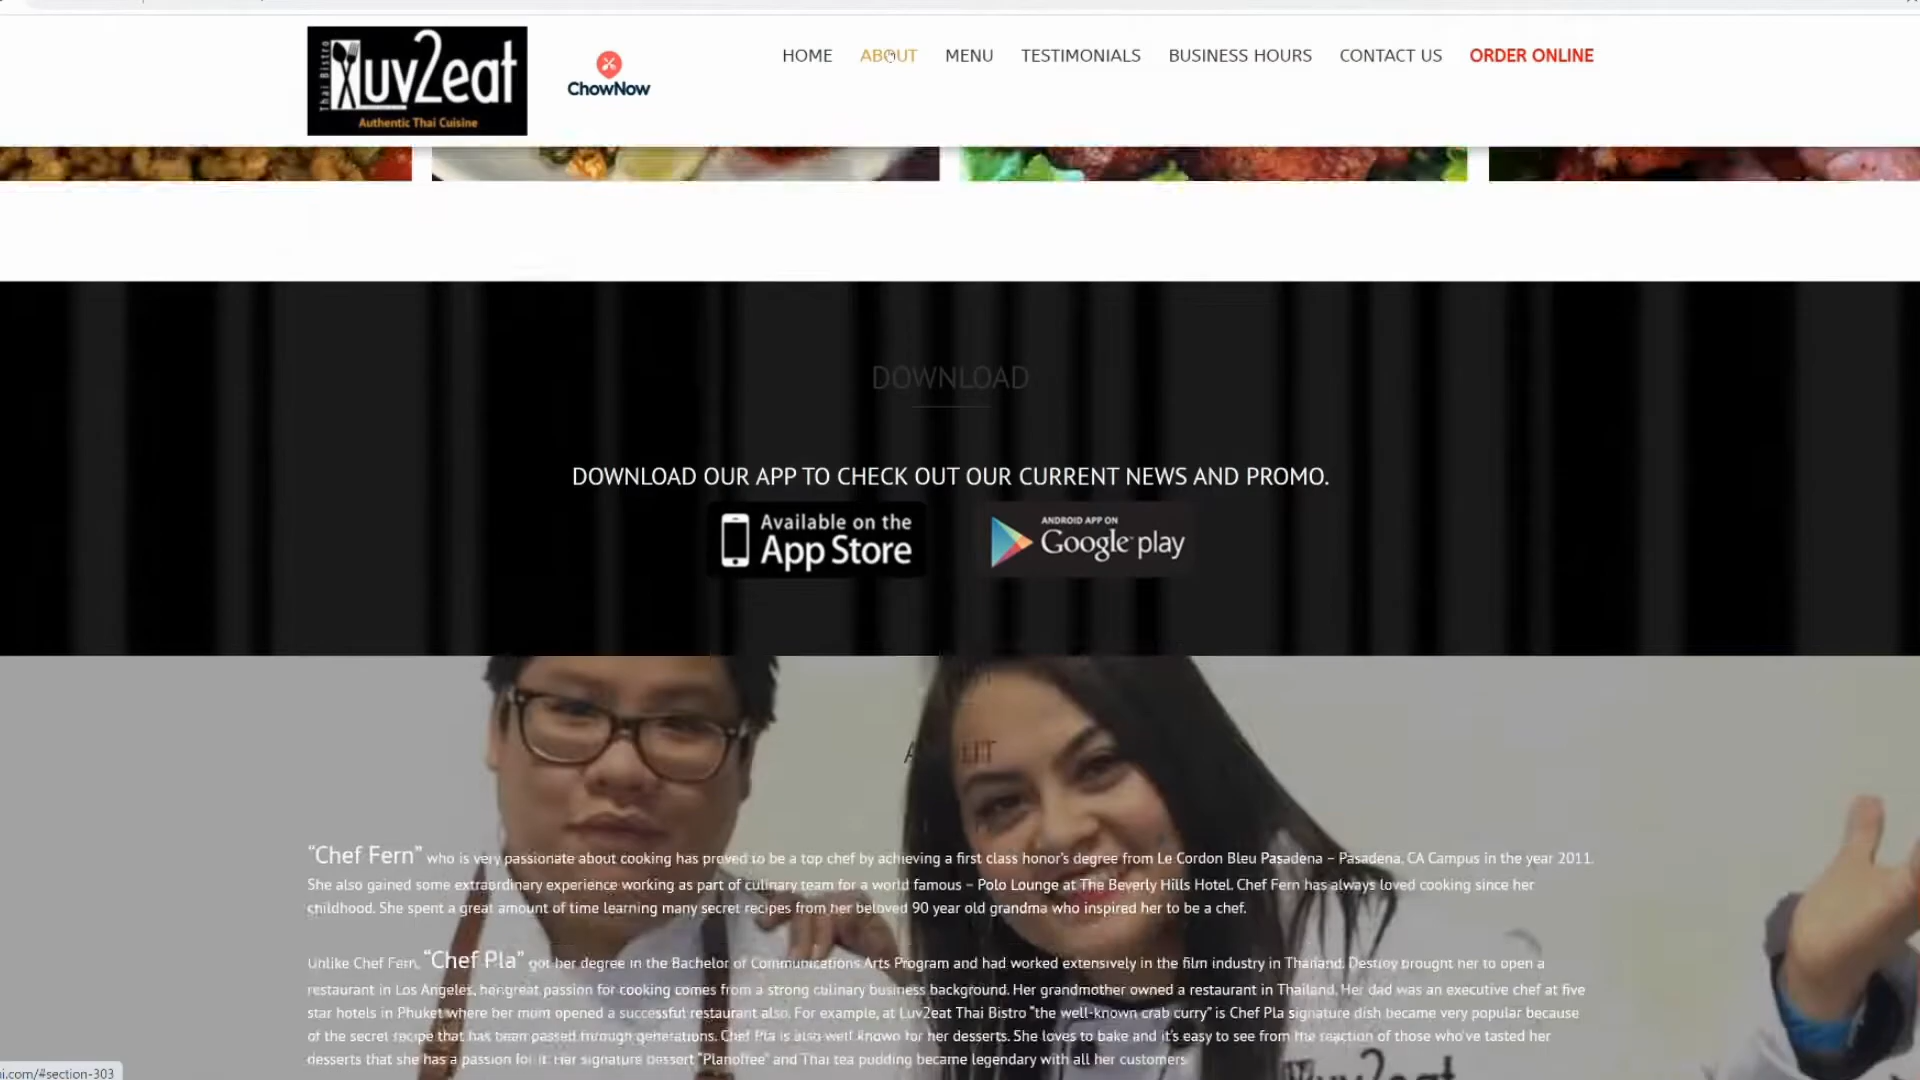 Thai Bistro
Luv2eat
Authentic Thai Cuisine
ChowNow
HOME ABOUT MENU TESTIMONIALS BUSINESS HOURS CONTACT US ORDER ONLINE
DOWNLOAD
DOWNLOAD OUR APP TO CHECK OUT OUR CURRENT NEWS AND PROMO.
Available on the
App Store
ANDROID APP ON
Google play
“Chef Fern” who is very passionate about cooking has proved to be a top chef by achieving a first class honor’s degree from Le Cordon Bleu Pasadena – Pasadena, CA Campus in the year 2011.
She also gained some extraordinary experience working as part of culinary team for a world famous – Polo Lounge at The Beverly Hills Hotel. Chef Fern has always loved cooking since her
childhood. She spent a great amount of time learning many secret recipes from her beloved 90 year old grandma who inspired her to be a chef.
Unlike Chef Fern, “Chef Pla” got her degree in the Bachelor of Communications Arts Program and had worked extensively in the film industry in Thailand. Destiny brought her to open a
restaurant in Los Angeles, her great passion for cooking comes from a strong culinary business background. Her grandmother owned a restaurant in Thailand. Her dad was an executive chef at five
star hotels in Phuket where her mum opened a successful restaurant also. For example, at Luv2eat Thai Bistro “the well-known crab curry” is Chef Pla signature dish became very popular because
of the secret recipe that has been passed through generations. Chef Pla is also well known for her desserts. She loves to bake and it’s easy to see from the reaction of those who’ve tasted her
desserts that she has a passion for it. Her signature dessert “Planoffee” and Thai tea pudding became legendary with all her customers.
Luv2eat
ni.com/#section-303